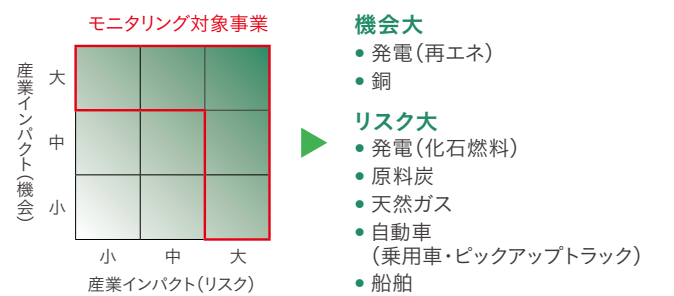 モニタリング対象事業
産業インパクト(機会)
大
中
小
小 中 大
産業インパクト(リスク)
機会大
• 発電(再エネ)
• 銅
リスク大
• 発電(化石燃料)
• 原料炭
• 天然ガス
• 自動車
(乗用車・ピックアップトラック)
• 船舶